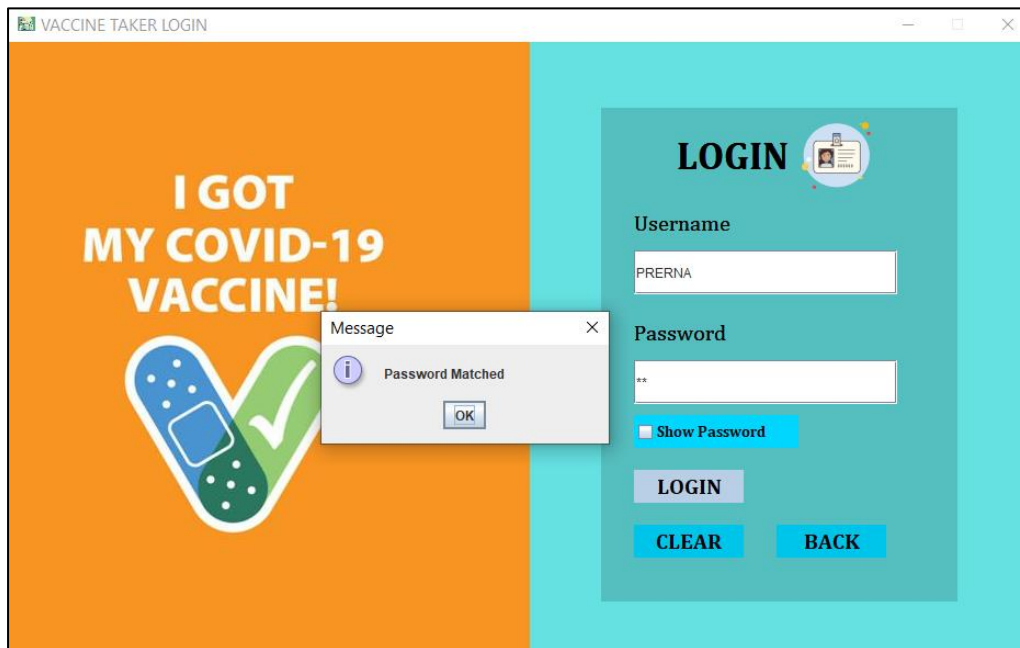 VACCINE TAKER LOGIN
I GOT
MY COVID-19
VACCINE!
Message
Password Matched
OK
LOGIN
Username
PRERNA
Password
**
Show Password
LOGIN
CLEAR BACK